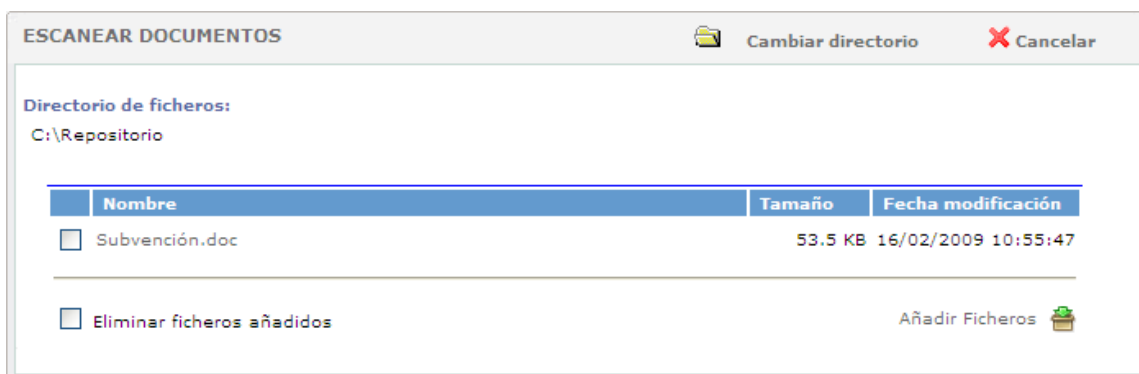 ESCANEAR DOCUMENTOS Cambiar directorio Cancelar
Directorio de ficheros:
C:\Repositorio
Nombre Tamaño Fecha modificación
Subvención.doc 53.5 KB 16/02/2009 10:55:47
Eliminar ficheros añadidos Añadir Ficheros